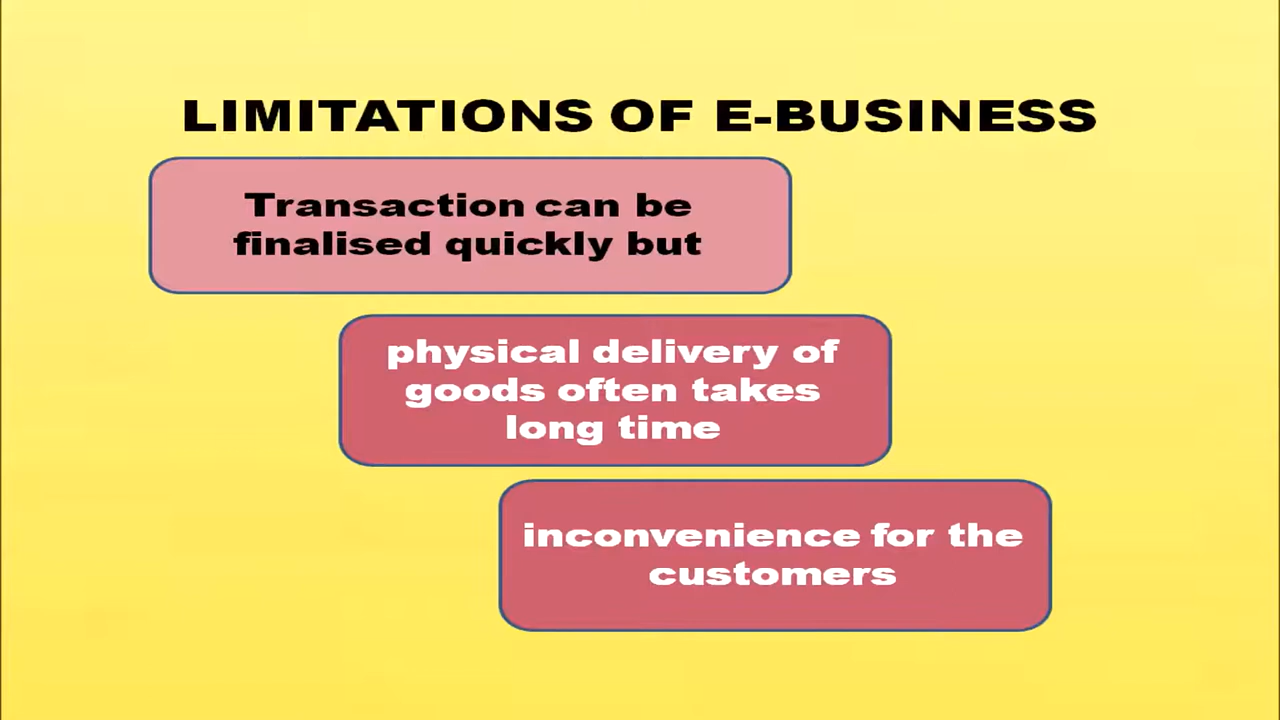 LIMITATIONS OF E-BUSINESS
Transaction can be
finalised quickly but
physical delivery of
goods often takes
long time
inconvenience for the
customers